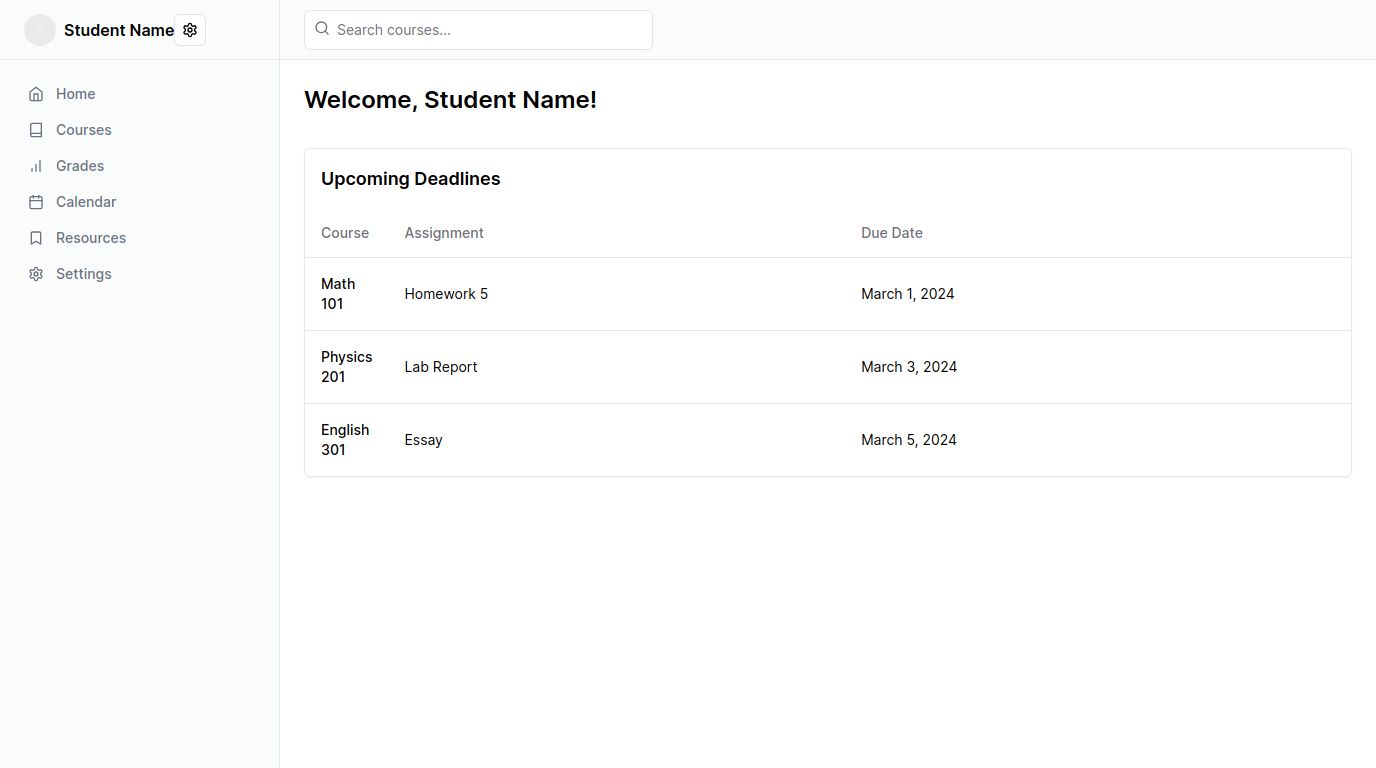 Student Name
Search courses...
Home
Courses
Grades
Calendar
Resources
Settings
Welcome, Student Name!
Upcoming Deadlines
Course Assignment Due Date
Math
101
Homework 5 March 1, 2024
Physics
201
Lab Report March 3, 2024
English
301
Essay March 5, 2024